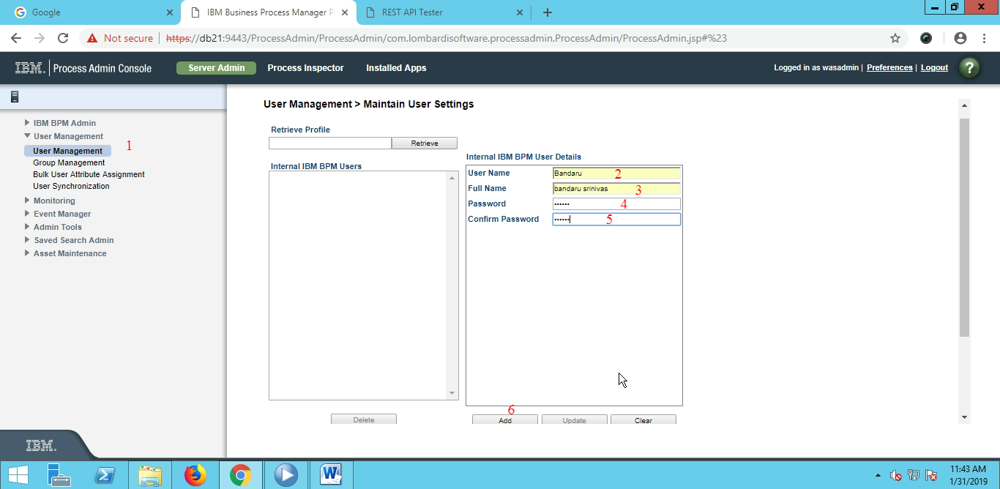 Google
IBM Business Process Manager P
REST API Tester
Not secure
https://db21:9443/ProcessAdmin/ProcessAdmin/com.lombardisoftware.processadmin.ProcessAdmin/ProcessAdmin.jsp#%23
IBM. Process Admin Console
Server Admin
Process Inspector
Installed Apps
Logged in as wasadmin | Preferences | Logout
?
IBM BPM Admin
User Management
1
User Management
Group Management
Bulk User Attribute Assignment
User Synchronization
Monitoring
Event Manager
Admin Tools
Saved Search Admin
Asset Maintenance
User Management > Maintain User Settings
Retrieve Profile
Retrieve
Internal IBM BPM Users
Delete
Internal IBM BPM User Details
User Name Bandaru 2
Full Name bandaru srinivas 3
Password •••••• 4
Confirm Password •••••• 5
6
Add Update Clear
IBM.
11:43 AM
1/31/2019